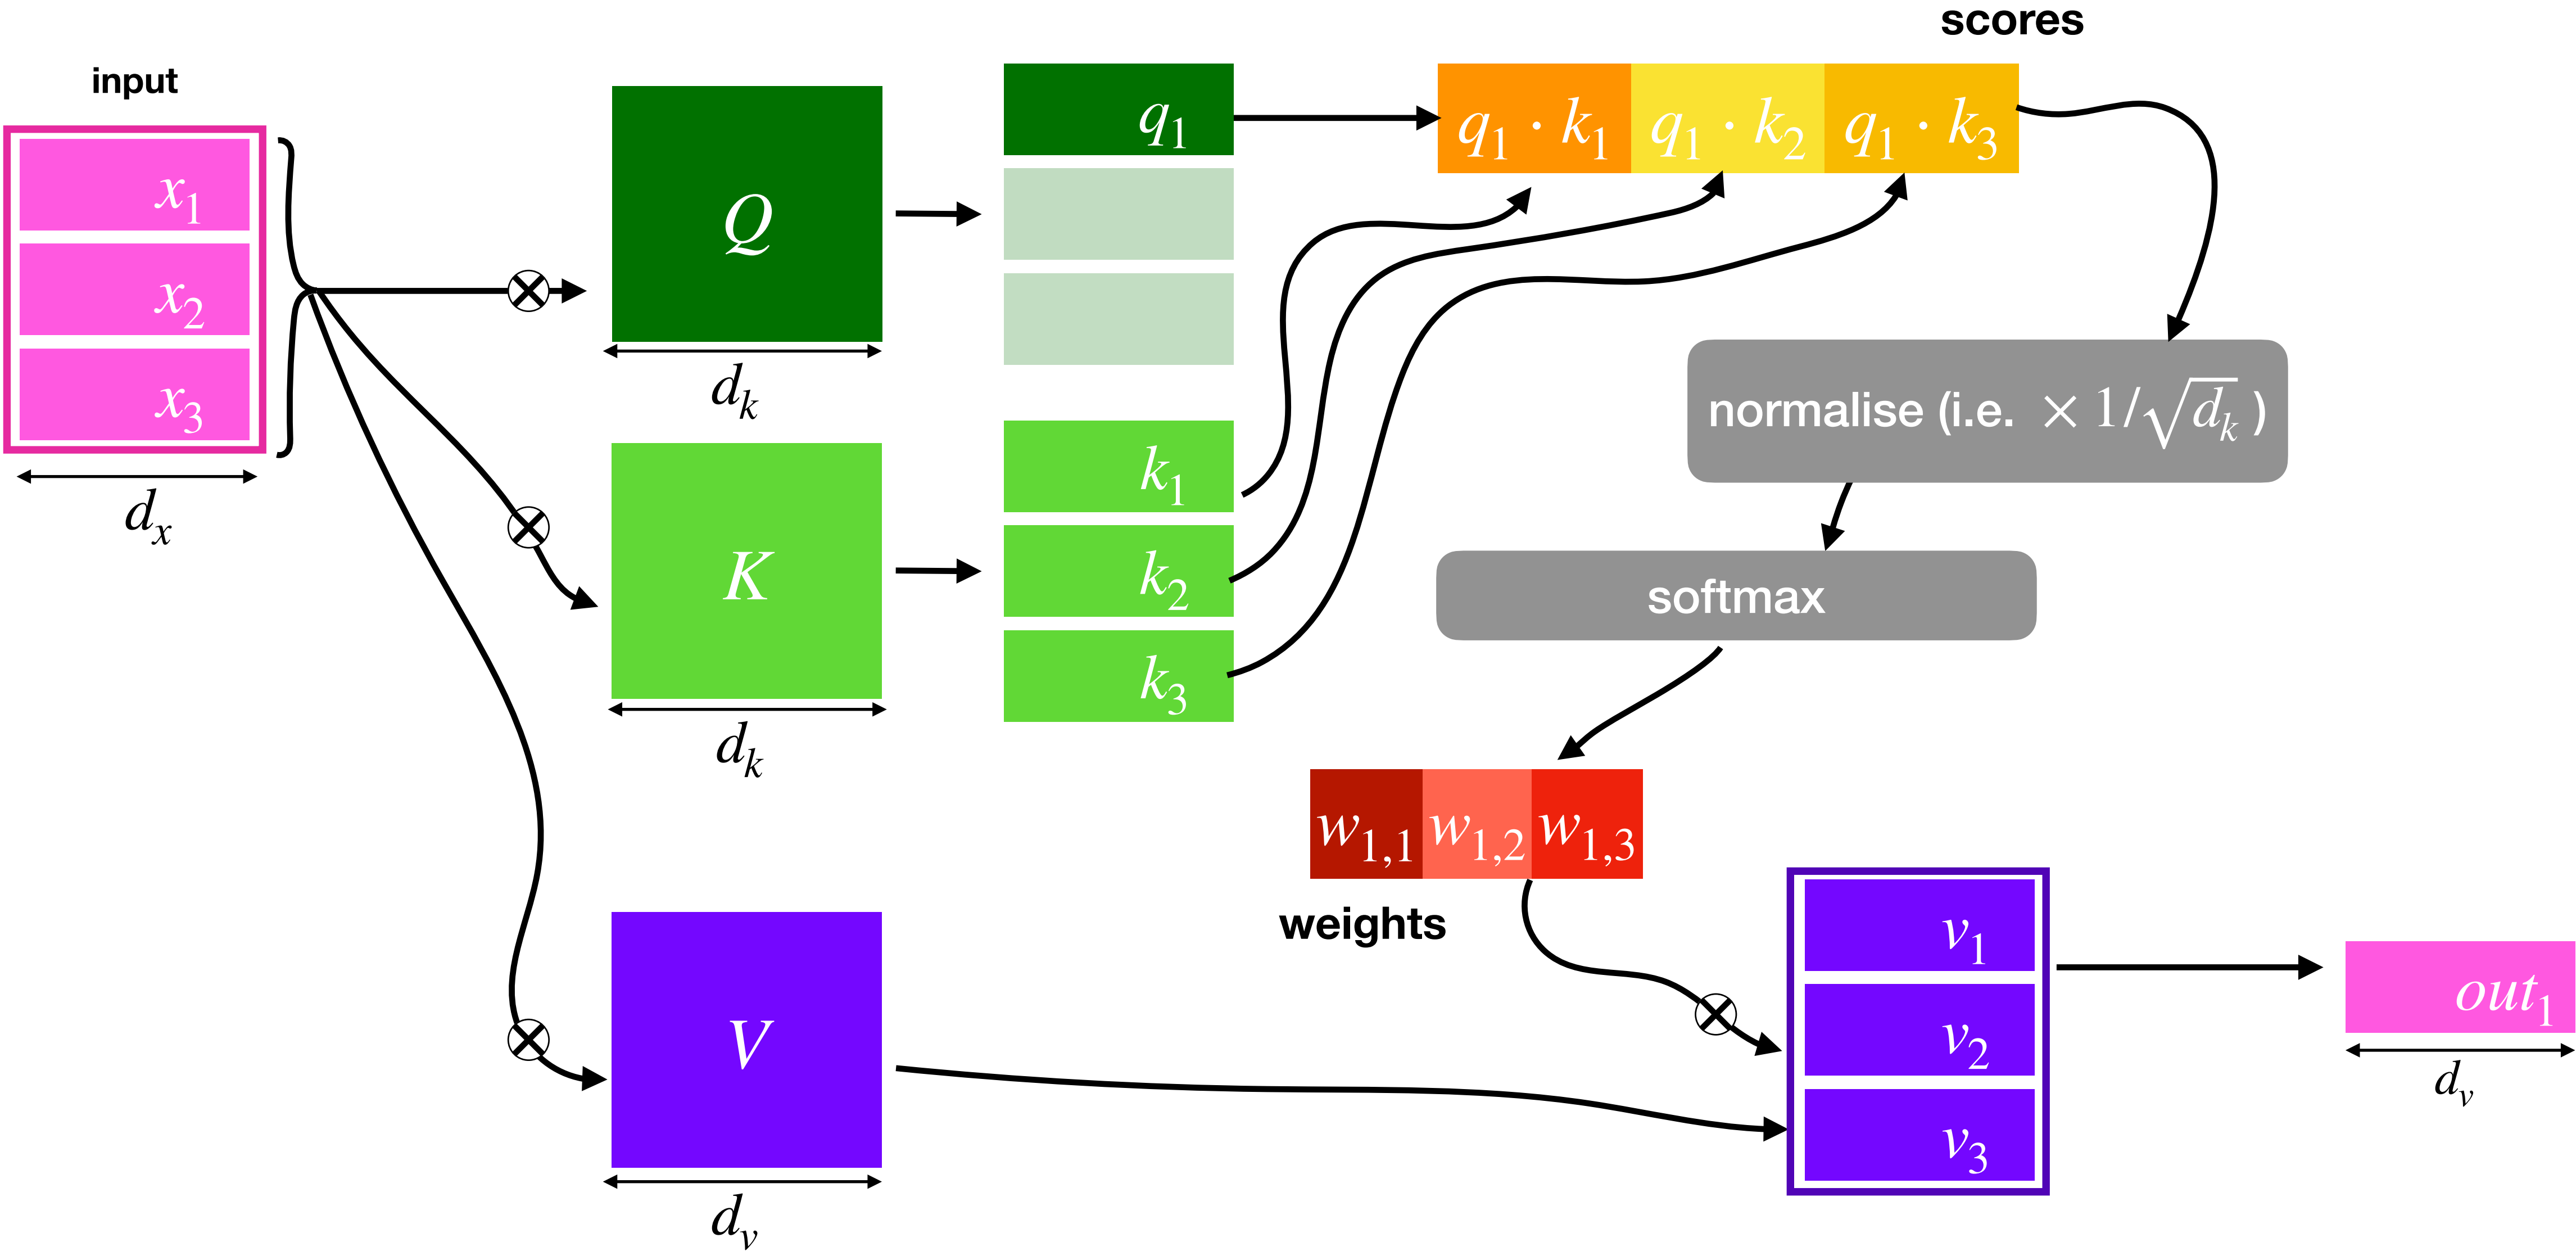 scores
input
x₁
x₂
x₃
dₓ
Q
dₖ
K
dₖ
V
dᵥ
q₁
k₁
k₂
k₃
q₁ · k₁ q₁ · k₂ q₁ · k₃
normalise (i.e. × 1/√dₖ )
softmax
w₁,₁ w₁,₂ w₁,₃
weights
v₁
v₂
v₃
out₁
dᵥ